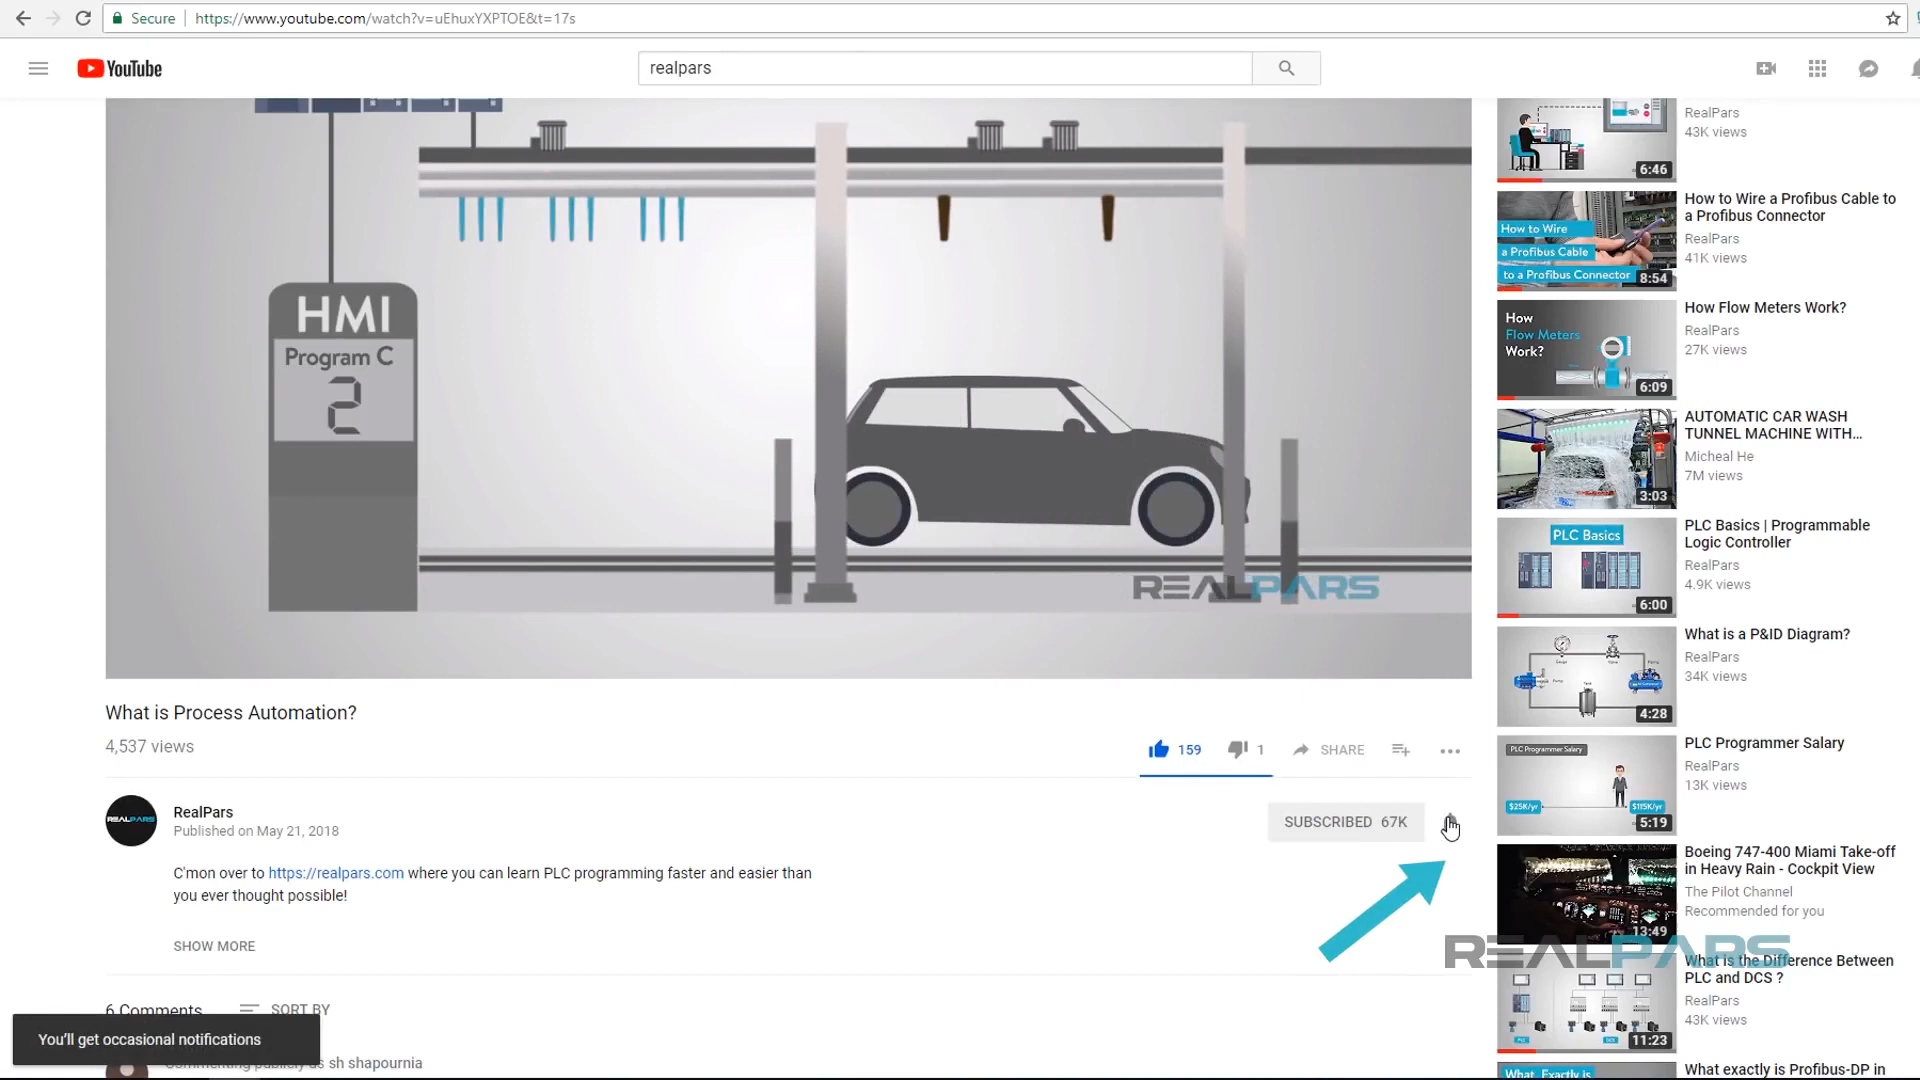 Secure
https://www.youtube.com/watch?v=uEhuxYXPTOE&t=17s
YouTube
realpars
HMI
Program C
2
REALPARS
What is Process Automation?
4,537 views
159
1
SHARE
REALPARS
RealPars
Published on May 21, 2018
SUBSCRIBED 67K
C'mon over to https://realpars.com where you can learn PLC programming faster and easier than
you ever thought possible!
SHOW MORE
6 Comments
SORT BY
You'll get occasional notifications
sh shapournia
RealPars
43K views
6:46
How to Wire
a Profibus Cable
to a Profibus Connector
8:54
How to Wire a Profibus Cable to
a Profibus Connector
RealPars
41K views
How
Flow Meters
Work?
6:09
How Flow Meters Work?
RealPars
27K views
3:03
AUTOMATIC CAR WASH
TUNNEL MACHINE WITH...
Micheal He
7M views
PLC Basics
6:00
PLC Basics | Programmable
Logic Controller
RealPars
4.9K views
4:28
What is a P&ID Diagram?
RealPars
34K views
PLC Programmer Salary
$25K/yr
$115K/yr
5:19
PLC Programmer Salary
RealPars
13K views
13:49
Boeing 747-400 Miami Take-off
in Heavy Rain - Cockpit View
The Pilot Channel
Recommended for you
REALPARS
11:23
What is the Difference Between
PLC and DCS ?
RealPars
43K views
What Exactly is
What exactly is Profibus-DP in